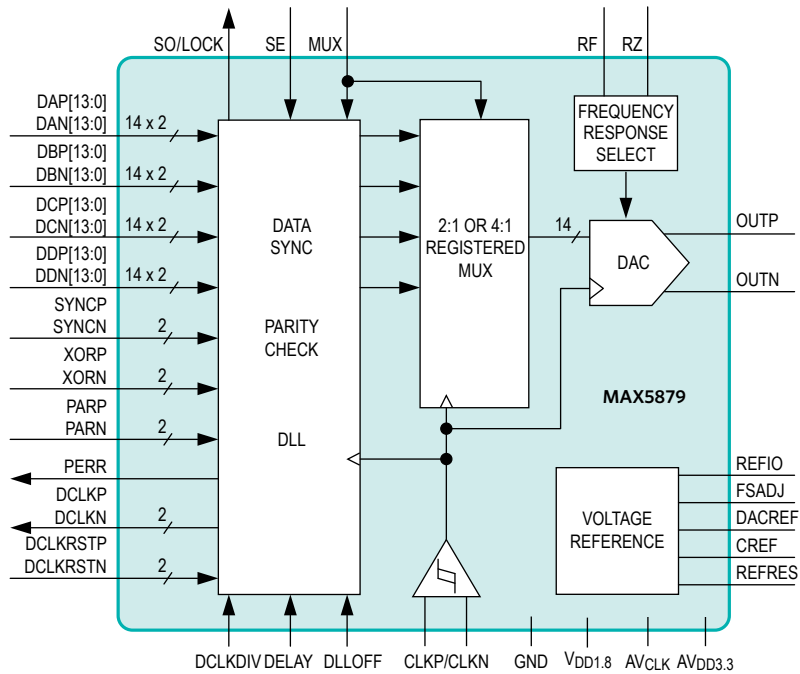 SO/LOCK
SE
MUX
RF
RZ
DAP[13:0]
DAN[13:0]
14 x 2
DBP[13:0]
DBN[13:0]
14 x 2
DCP[13:0]
DCN[13:0]
14 x 2
DDP[13:0]
DDN[13:0]
14 x 2
SYNCP
SYNCN
2
XORP
XORN
2
PARP
PARN
2
PERR
DCLKP
DCLKN
2
DCLKRSTP
DCLKRSTN
2
DATA
SYNC
PARITY
CHECK
DLL
2:1 OR 4:1
REGISTERED
MUX
14
FREQUENCY
RESPONSE
SELECT
DAC
OUTP
OUTN
MAX5879
VOLTAGE
REFERENCE
REFIO
FSADJ
DACREF
CREF
REFRES
DCLKDIV
DELAY
DLLOFF
CLKP/CLKN
GND
VDD1.8
AVCLK
AVDD3.3